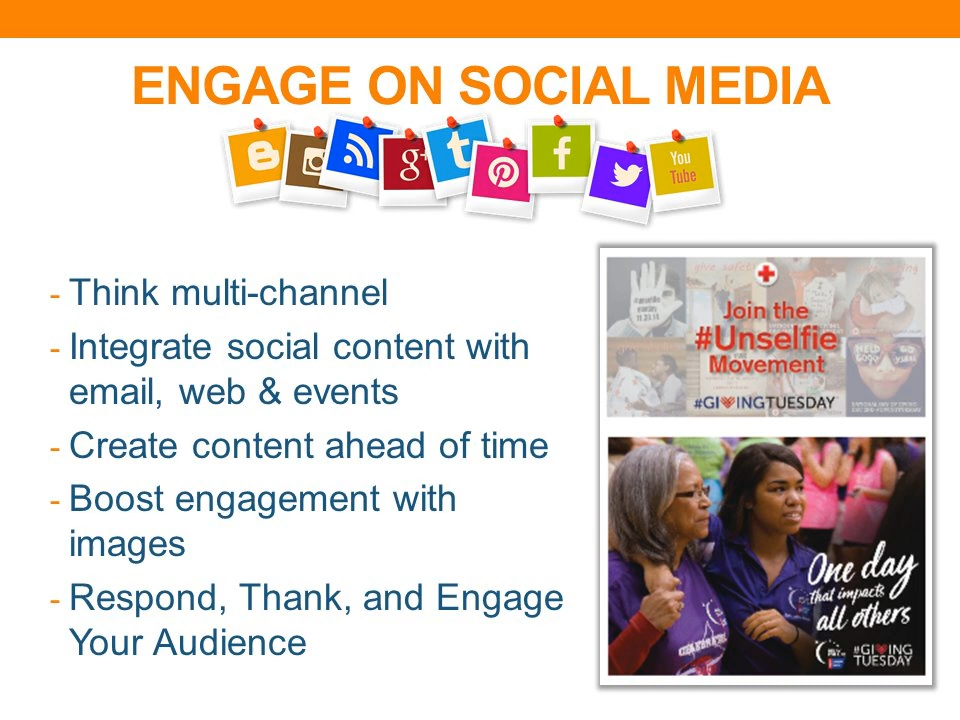 ENGAGE ON SOCIAL MEDIA
g+
t
f
You
Tube
- Think multi-channel
- Integrate social content with
email, web & events
- Create content ahead of time
- Boost engagement with
images
- Respond, Thank, and Engage
Your Audience
Join the
#Unselfie
Movement
#GIVINGTUESDAY
One day
that impacts
all others
#GIVING
TUESDAY